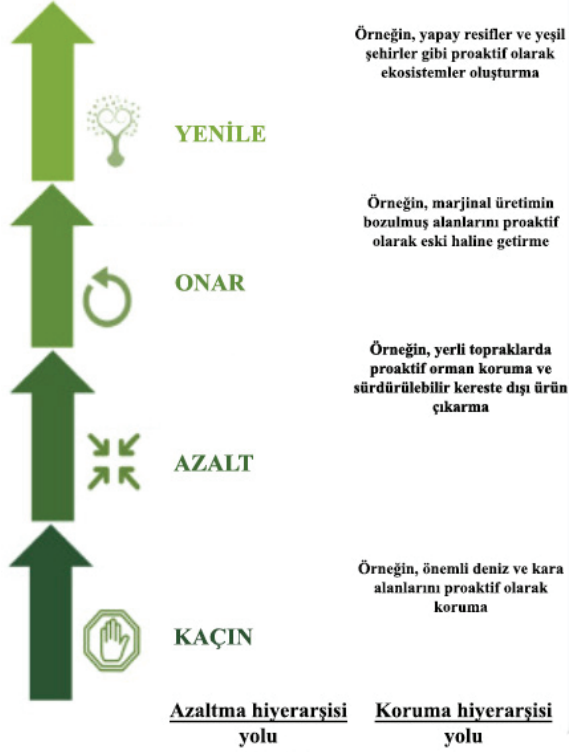 Örneğin, yapay resifler ve yeşil
şehirler gibi proaktif olarak
ekosistemler oluşturma
YENİLE
Örneğin, marjinal üretimin
bozulmuş alanlarını proaktif
olarak eski haline getirme
ONAR
Örneğin, yerli topraklarda
proaktif orman koruma ve
sürdürülebilir kereste dışı ürün
çıkarma
AZALT
Örneğin, önemli deniz ve kara
alanlarını proaktif olarak
koruma
KAÇIN
Azaltma hiyerarşisi
yolu
Koruma hiyerarşisi
yolu